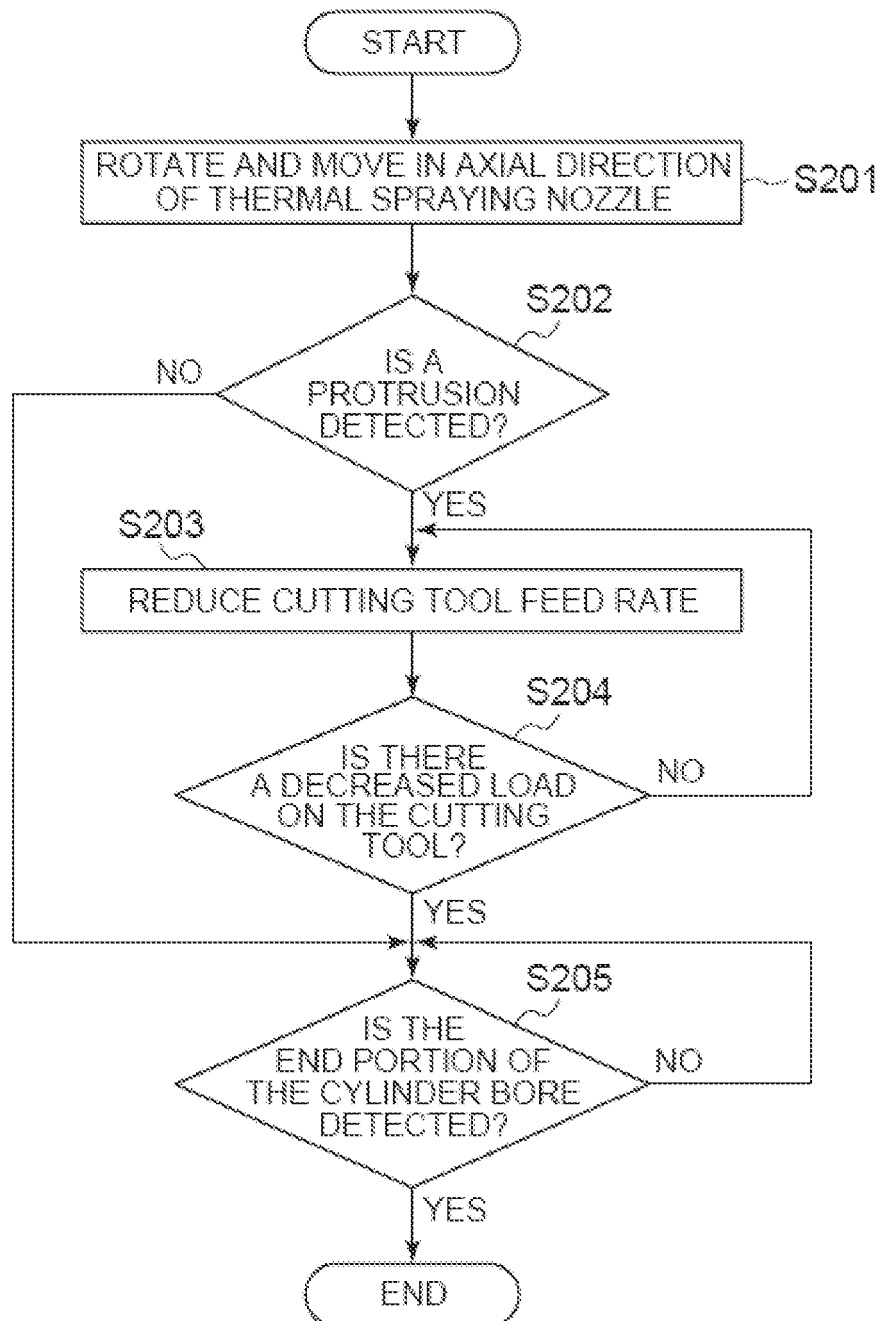 START
ROTATE AND MOVE IN AXIAL DIRECTION
OF THERMAL SPRAYING NOZZLE
S201
S202
IS A
PROTRUSION
DETECTED?
NO
YES
S203
REDUCE CUTTING TOOL FEED RATE
S204
IS THERE
A DECREASED LOAD
ON THE CUTTING
TOOL?
NO
YES
S205
IS THE
END PORTION OF
THE CYLINDER BORE
DETECTED?
NO
YES
END